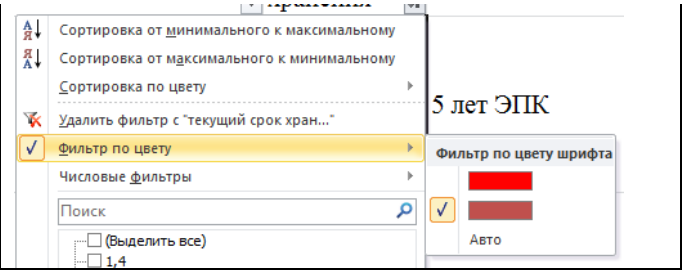 хранения
Сортировка от минимального к максимальному
Сортировка от максимального к минимальному
Сортировка по цвету
5 лет ЭПК
Удалить фильтр с "текущий срок хран..."
Фильтр по цвету
Фильтр по цвету шрифта
Числовые фильтры
Поиск
Авто
(Выделить все)
1,4